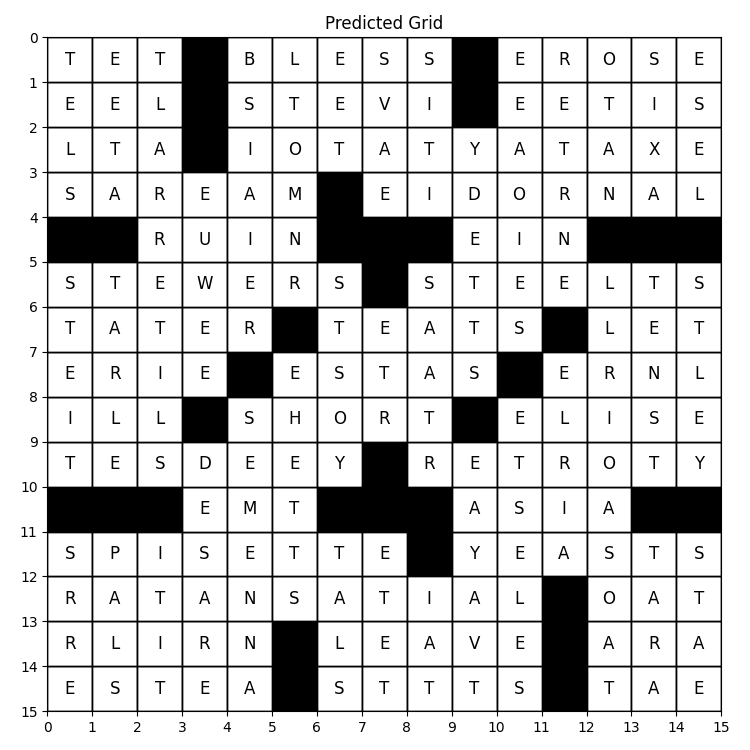 Predicted Grid
0
T E T B L E S S E R O S E
1
E E L S T E V I E E T I S
2
L T A I O T A T Y A T A X E
3
S A R E A M E I D O R N A L
4
R U I N E I N
5
S T E W E R S S T E E L T S
6
T A T E R T E A T S L E T
7
E R I E E S T A S E R N L
8
I L L S H O R T E L I S E
9
T E S D E E Y R E T R O T Y
10
E M T A S I A
11
S P I S E T T E Y E A S T S
12
R A T A N S A T I A L O A T
13
R L I R N L E A V E A R A
14
E S T E A S T T T S T A E
15
0 1 2 3 4 5 6 7 8 9 10 11 12 13 14 15